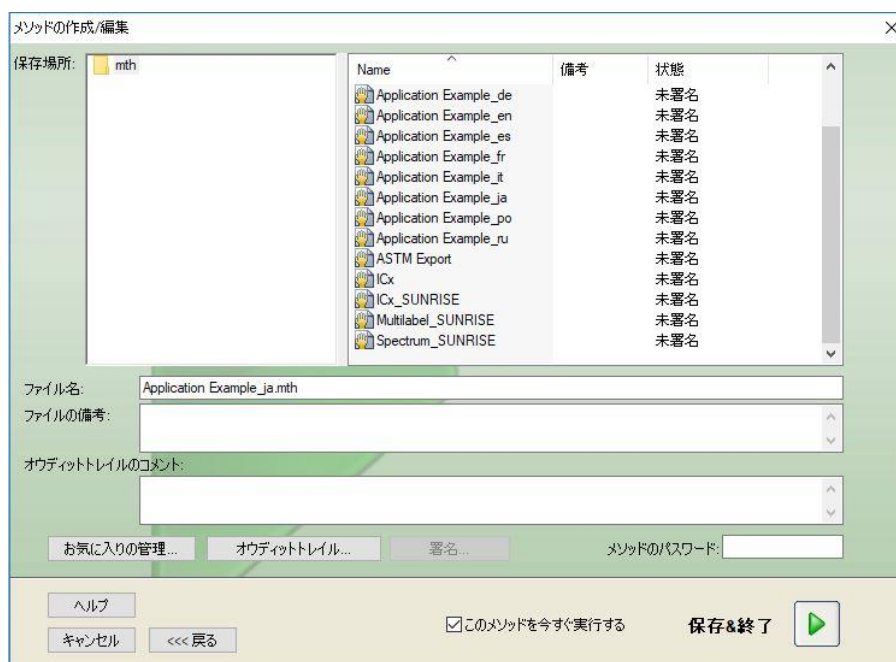 メソッドの作成/編集
保存場所:
mth
Name 備考 状態
Application Example_de 未署名
Application Example_en 未署名
Application Example_es 未署名
Application Example_fr 未署名
Application Example_it 未署名
Application Example_ja 未署名
Application Example_po 未署名
Application Example_ru 未署名
ASTM Export 未署名
ICx 未署名
ICx_SUNRISE 未署名
Multilabel_SUNRISE 未署名
Spectrum_SUNRISE 未署名
ファイル名: Application Example_ja.mth
ファイルの備考:
オウディットトレイルのコメント:
お気に入りの管理... オウディットトレイル... 署名... メソッドのパスワード:
ヘルプ
キャンセル <<< 戻る このメソッドを今すぐ実行する 保存&終了